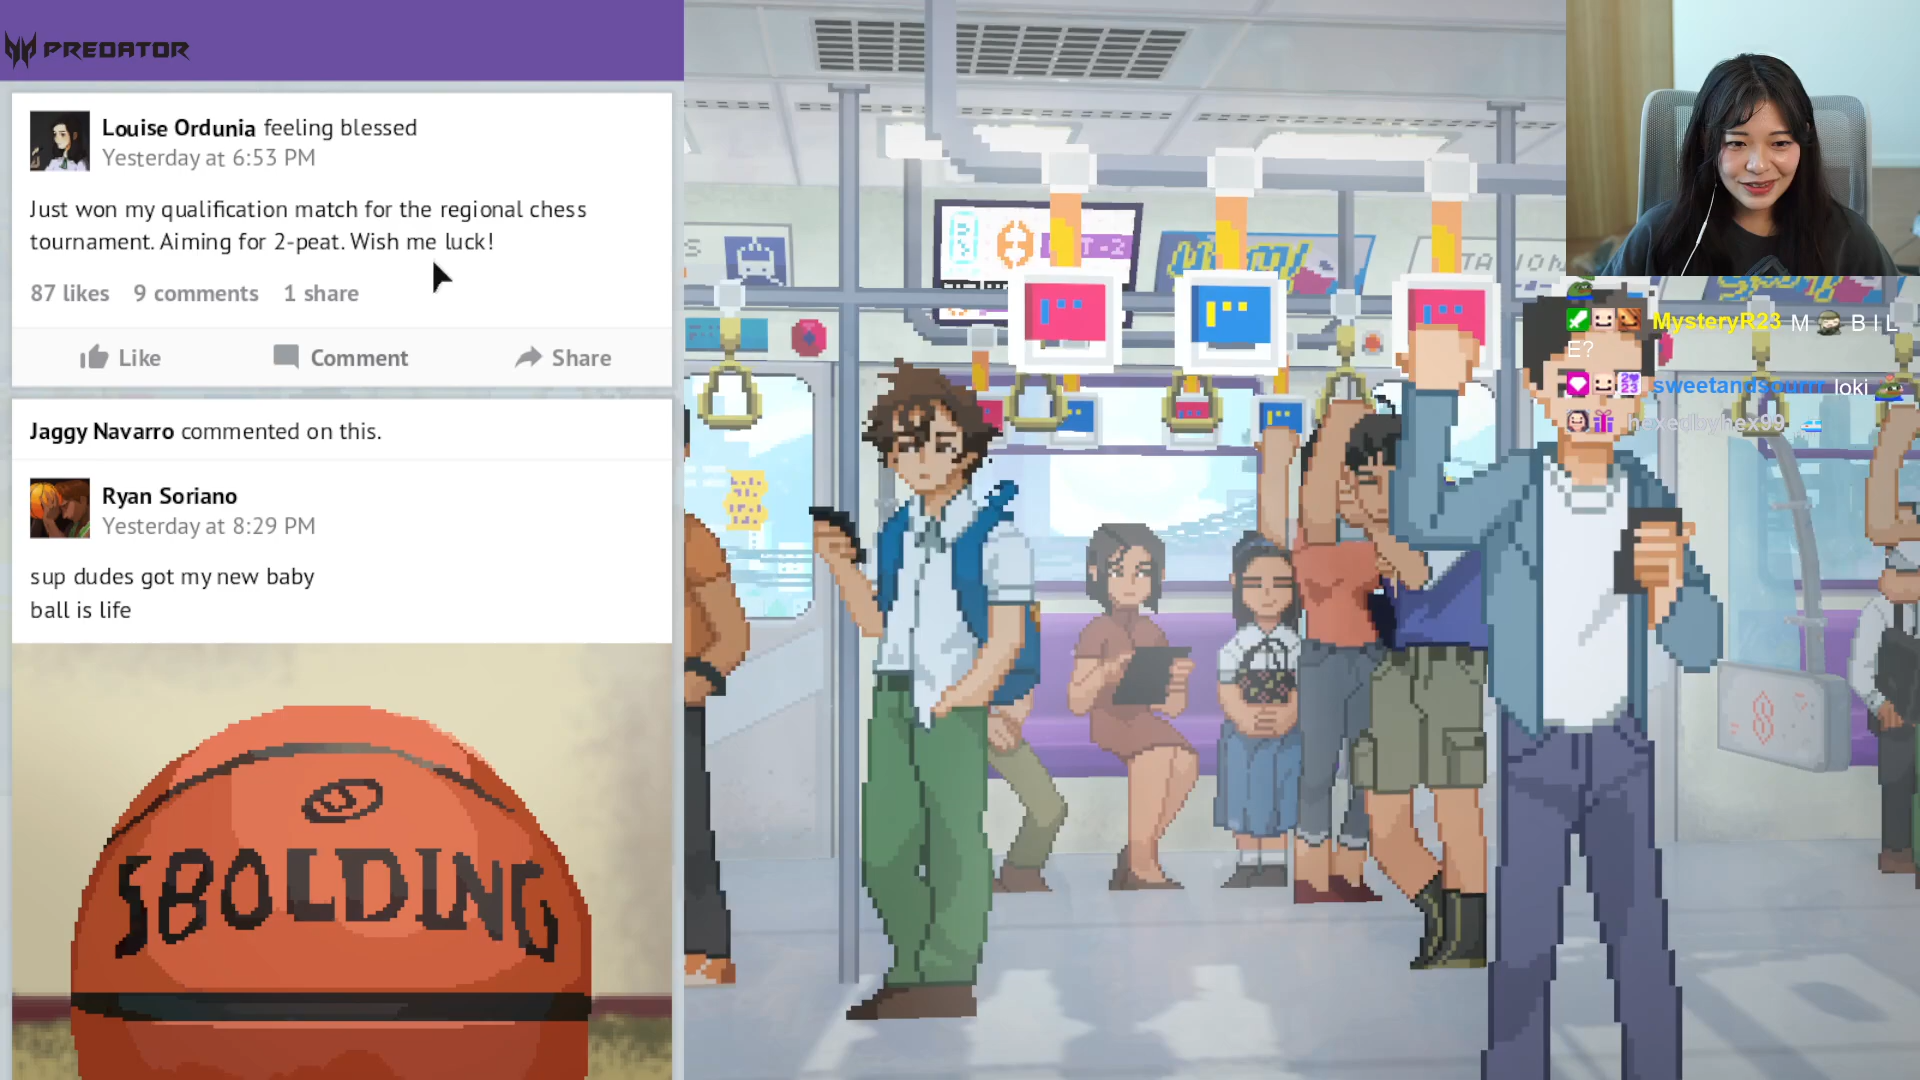 PREDATOR
Louise Ordunia feeling blessed
Yesterday at 6:53 PM
Just won my qualification match for the regional chess
tournament. Aiming for 2-peat. Wish me luck!
87 likes 9 comments 1 share
Like Comment Share
Jaggy Navarro commented on this.
Ryan Soriano
Yesterday at 8:29 PM
sup dudes got my new baby
ball is life
SBOLDING
MysteryR23 M B I L
E?
sweetandsourrr loki
hexedbyhex99